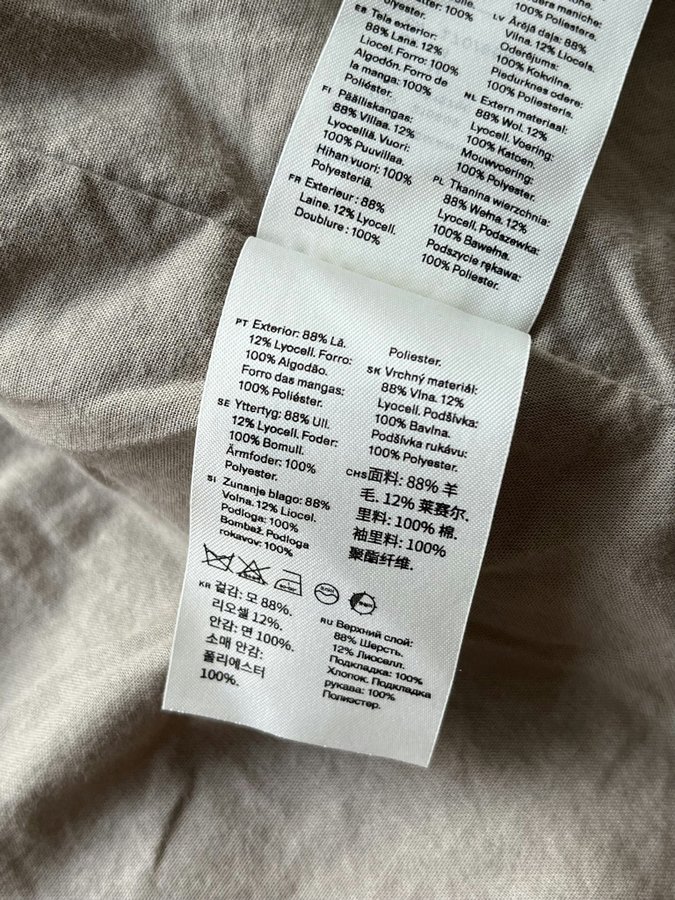 Polyester.
ES Tela exterior:
88% Lana. 12%
Liocel. Forro: 100%
Algodón. Forro de
la manga: 100%
Poliéster.
FI Päälliskangas:
88% Villaa. 12%
Lyocelliä. Vuori:
100% Puuvillaa.
Hihan vuori: 100%
Polyesteriä.
FR Exterieur : 88%
Laine. 12% Lyocell.
Doublure : 100%
100% Poliestere.
LV Ārējā daļa: 88%
Vilna. 12% Liocels.
Oderējums:
100% Kokvilna.
Piedurknes odere:
100% Poliesteris.
NL Extern materiaal:
88% Wol. 12%
Lyocell. Voering:
100% Katoen.
Mouwvoering:
100% Polyester.
PL Tkanina wierzchnia:
88% Wełna. 12%
Lyocell. Podszewka:
100% Bawełna.
Podszycie rękawa:
100% Poliester.
PT Exterior: 88% Lã.
12% Lyocell. Forro:
100% Algodão.
Forro das mangas:
100% Poliéster.
SE Yttertyg: 88% Ull.
12% Lyocell. Foder:
100% Bomull.
Ärmfoder: 100%
Polyester.
SI Zunanje blago: 88%
Volna. 12% Liocel.
Podloga: 100%
Bombaž. Podloga
rokavov: 100%
Poliester.
SK Vrchný materiál:
88% Vlna. 12%
Lyocell. Podšívka:
100% Bavlna.
Podšívka rukávu:
100% Polyester.
CHS 面料: 88% 羊
毛. 12% 莱赛尔.
里料: 100% 棉.
袖里料: 100%
聚酯纤维.
KR 겉감: 모 88%.
리오셀 12%.
안감: 면 100%.
소매 안감:
폴리에스터
100%.
RU Верхний слой:
88% Шерсть.
12% Лиоселл.
Подкладка: 100%
Хлопок. Подкладка
рукава: 100%
Полиэстер.